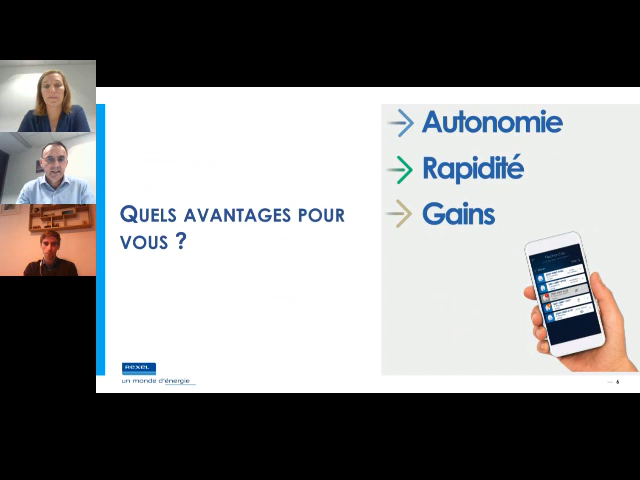 Autonomie
Rapidité
Gains
QUELS AVANTAGES POUR
VOUS ?
REXEL
un monde d'énergie
6